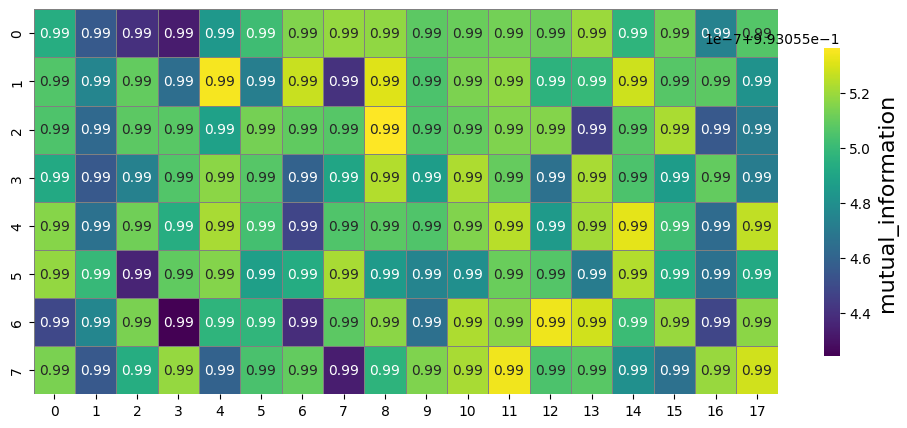 1e−7+9.93055e−1
0 0.99 0.99 0.99 0.99 0.99 0.99 0.99 0.99 0.99 0.99 0.99 0.99 0.99 0.99 0.99 0.99 0.99 0.99
1 0.99 0.99 0.99 0.99 0.99 0.99 0.99 0.99 0.99 0.99 0.99 0.99 0.99 0.99 0.99 0.99 0.99 0.99
2 0.99 0.99 0.99 0.99 0.99 0.99 0.99 0.99 0.99 0.99 0.99 0.99 0.99 0.99 0.99 0.99 0.99 0.99
3 0.99 0.99 0.99 0.99 0.99 0.99 0.99 0.99 0.99 0.99 0.99 0.99 0.99 0.99 0.99 0.99 0.99 0.99
4 0.99 0.99 0.99 0.99 0.99 0.99 0.99 0.99 0.99 0.99 0.99 0.99 0.99 0.99 0.99 0.99 0.99 0.99
5 0.99 0.99 0.99 0.99 0.99 0.99 0.99 0.99 0.99 0.99 0.99 0.99 0.99 0.99 0.99 0.99 0.99 0.99
6 0.99 0.99 0.99 0.99 0.99 0.99 0.99 0.99 0.99 0.99 0.99 0.99 0.99 0.99 0.99 0.99 0.99 0.99
7 0.99 0.99 0.99 0.99 0.99 0.99 0.99 0.99 0.99 0.99 0.99 0.99 0.99 0.99 0.99 0.99 0.99 0.99
0 1 2 3 4 5 6 7 8 9 10 11 12 13 14 15 16 17
5.2
5.0
4.8
4.6
4.4
mutual_information